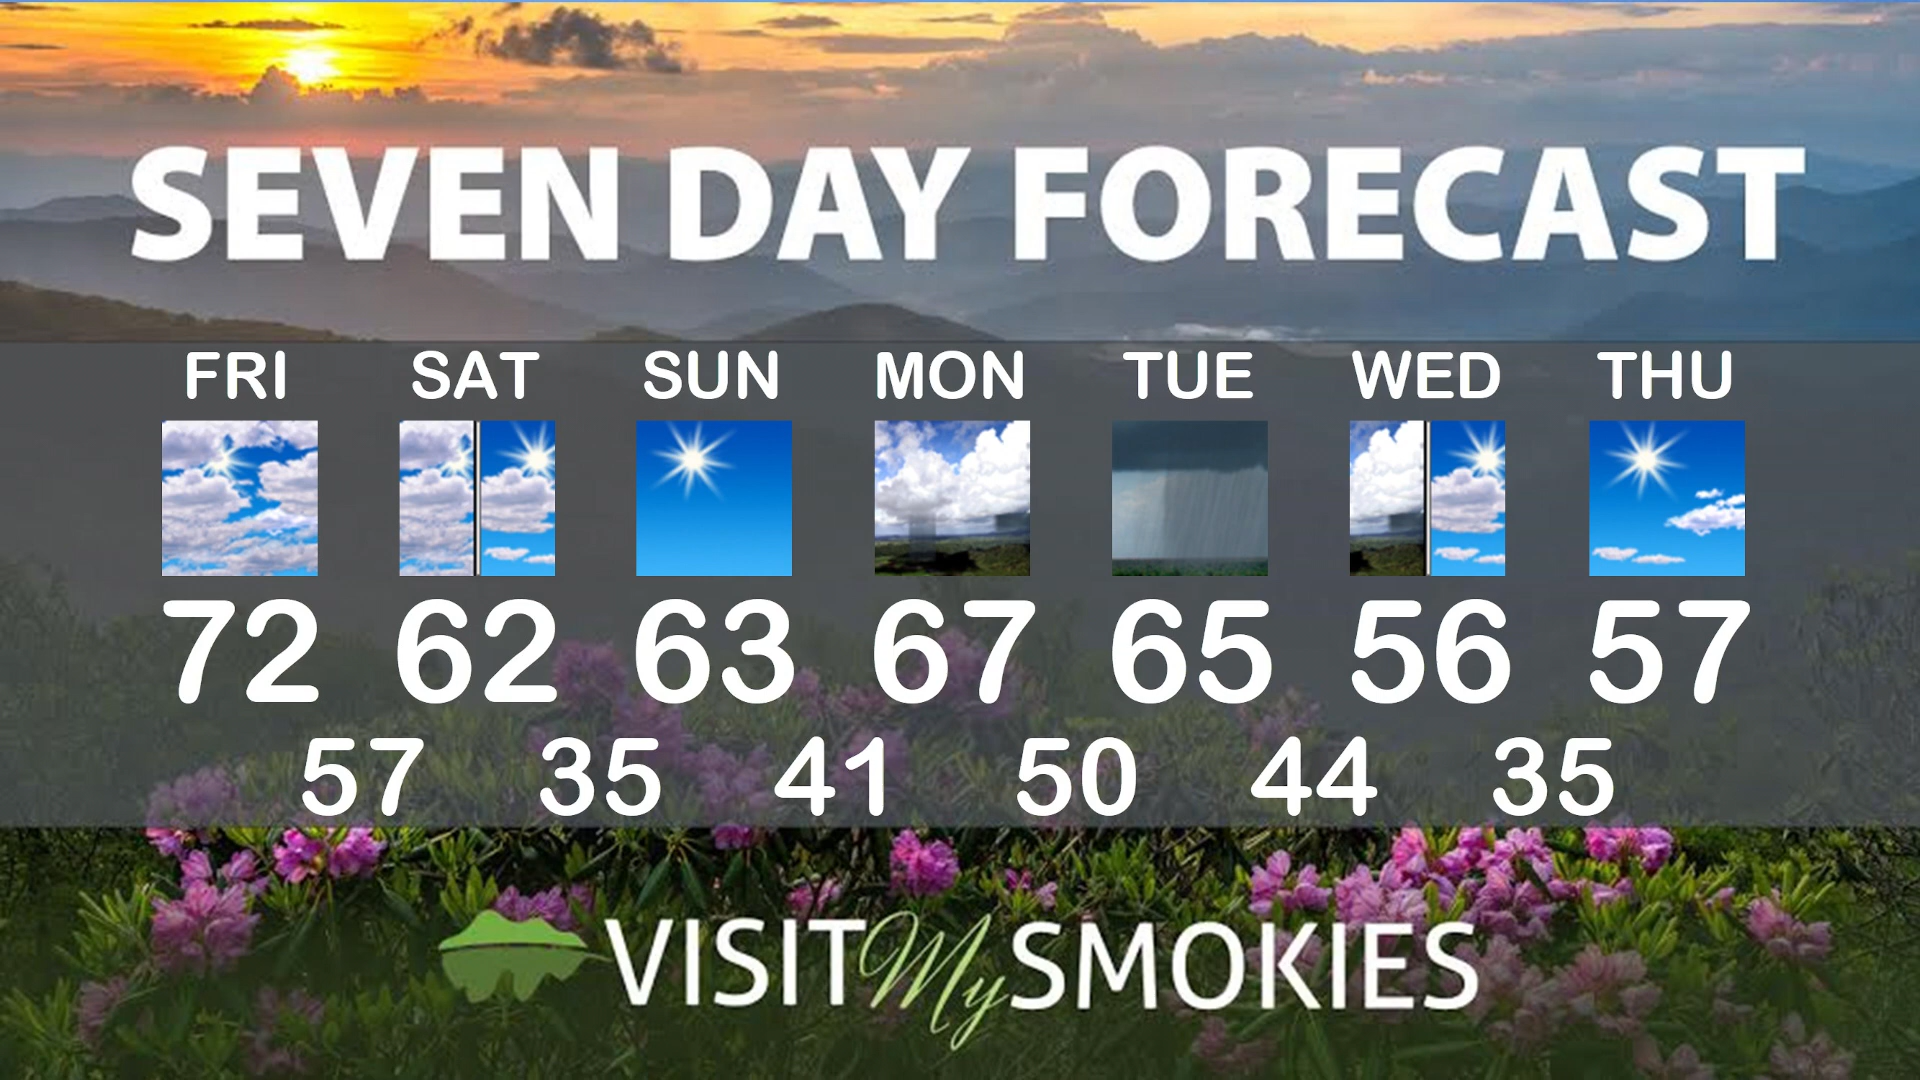 SEVEN DAY FORECAST
FRI SAT SUN MON TUE WED THU
72 62 63 67 65 56 57
57 35 41 50 44 35
VISIT My SMOKIES